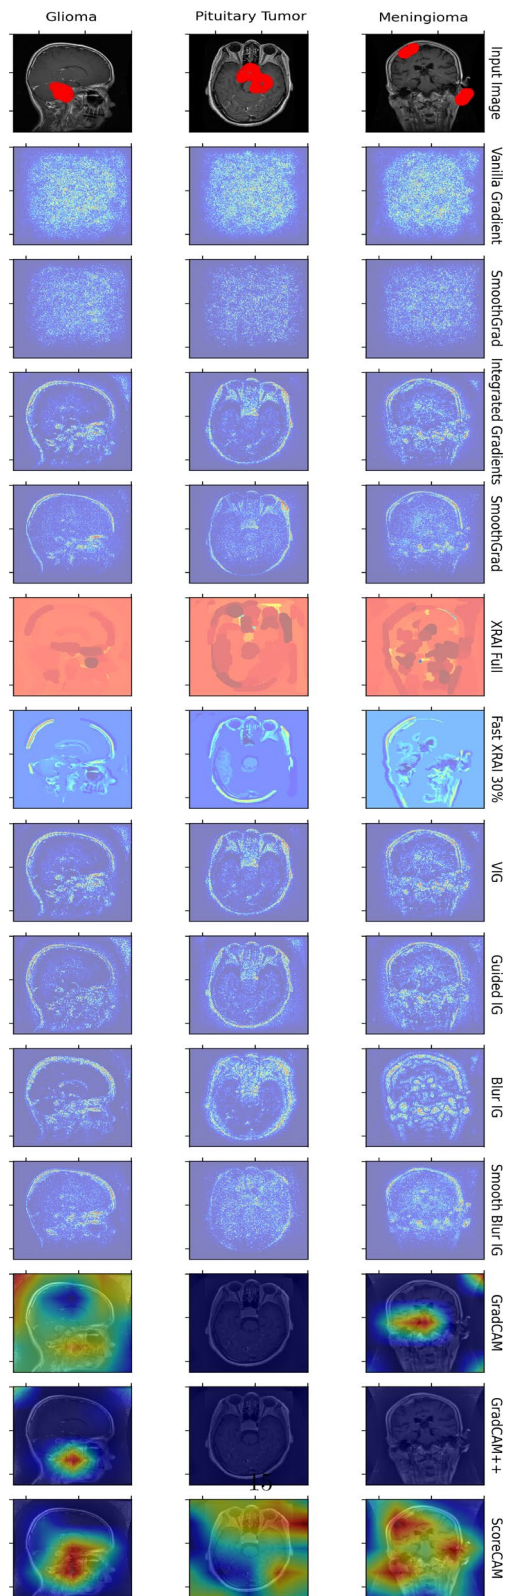 Glioma
Pituitary Tumor
Meningioma
Input Image
Vanilla Gradient
SmoothGrad
Integrated Gradients
SmoothGrad
XRAI Full
Fast XRAI 30%
VIG
Guided IG
Blur IG
Smooth Blur IG
GradCAM
GradCAM++
15
ScoreCAM